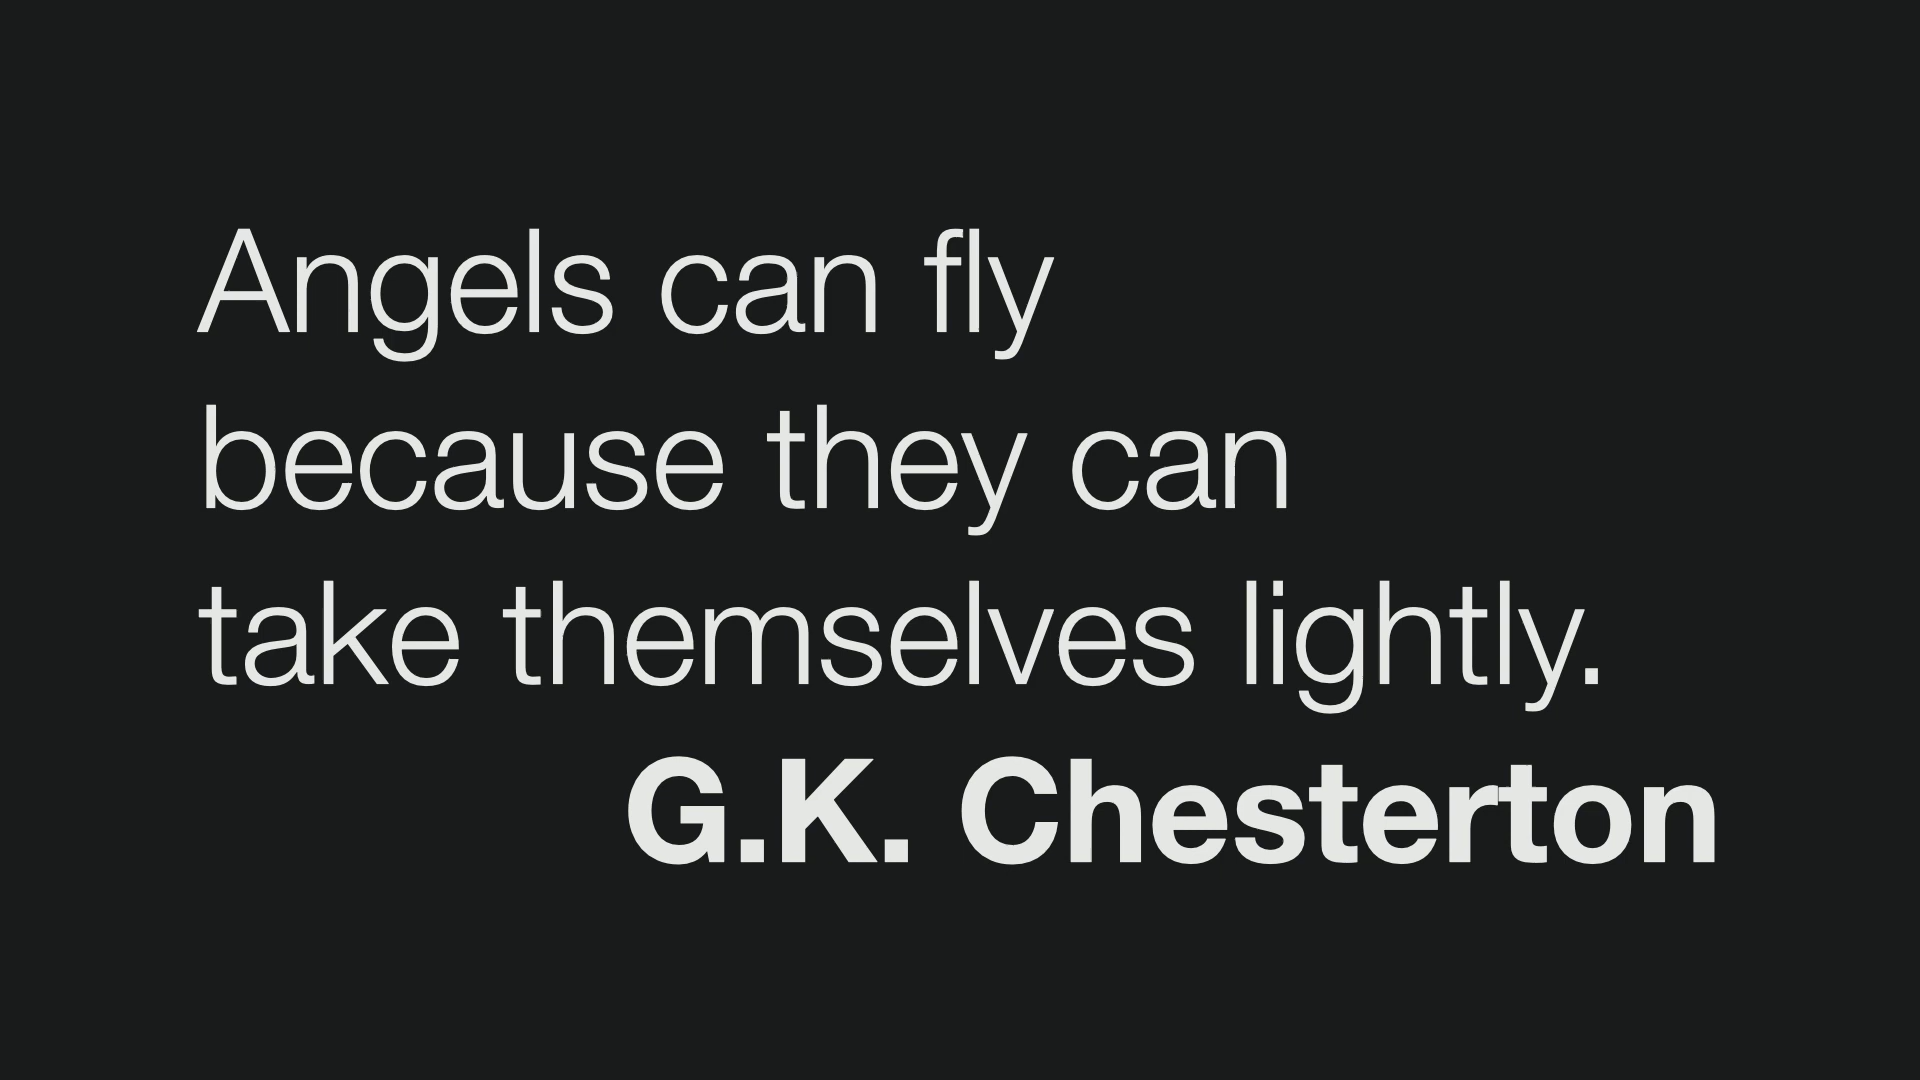 Angels can fly
because they can
take themselves lightly.
G.K. Chesterton